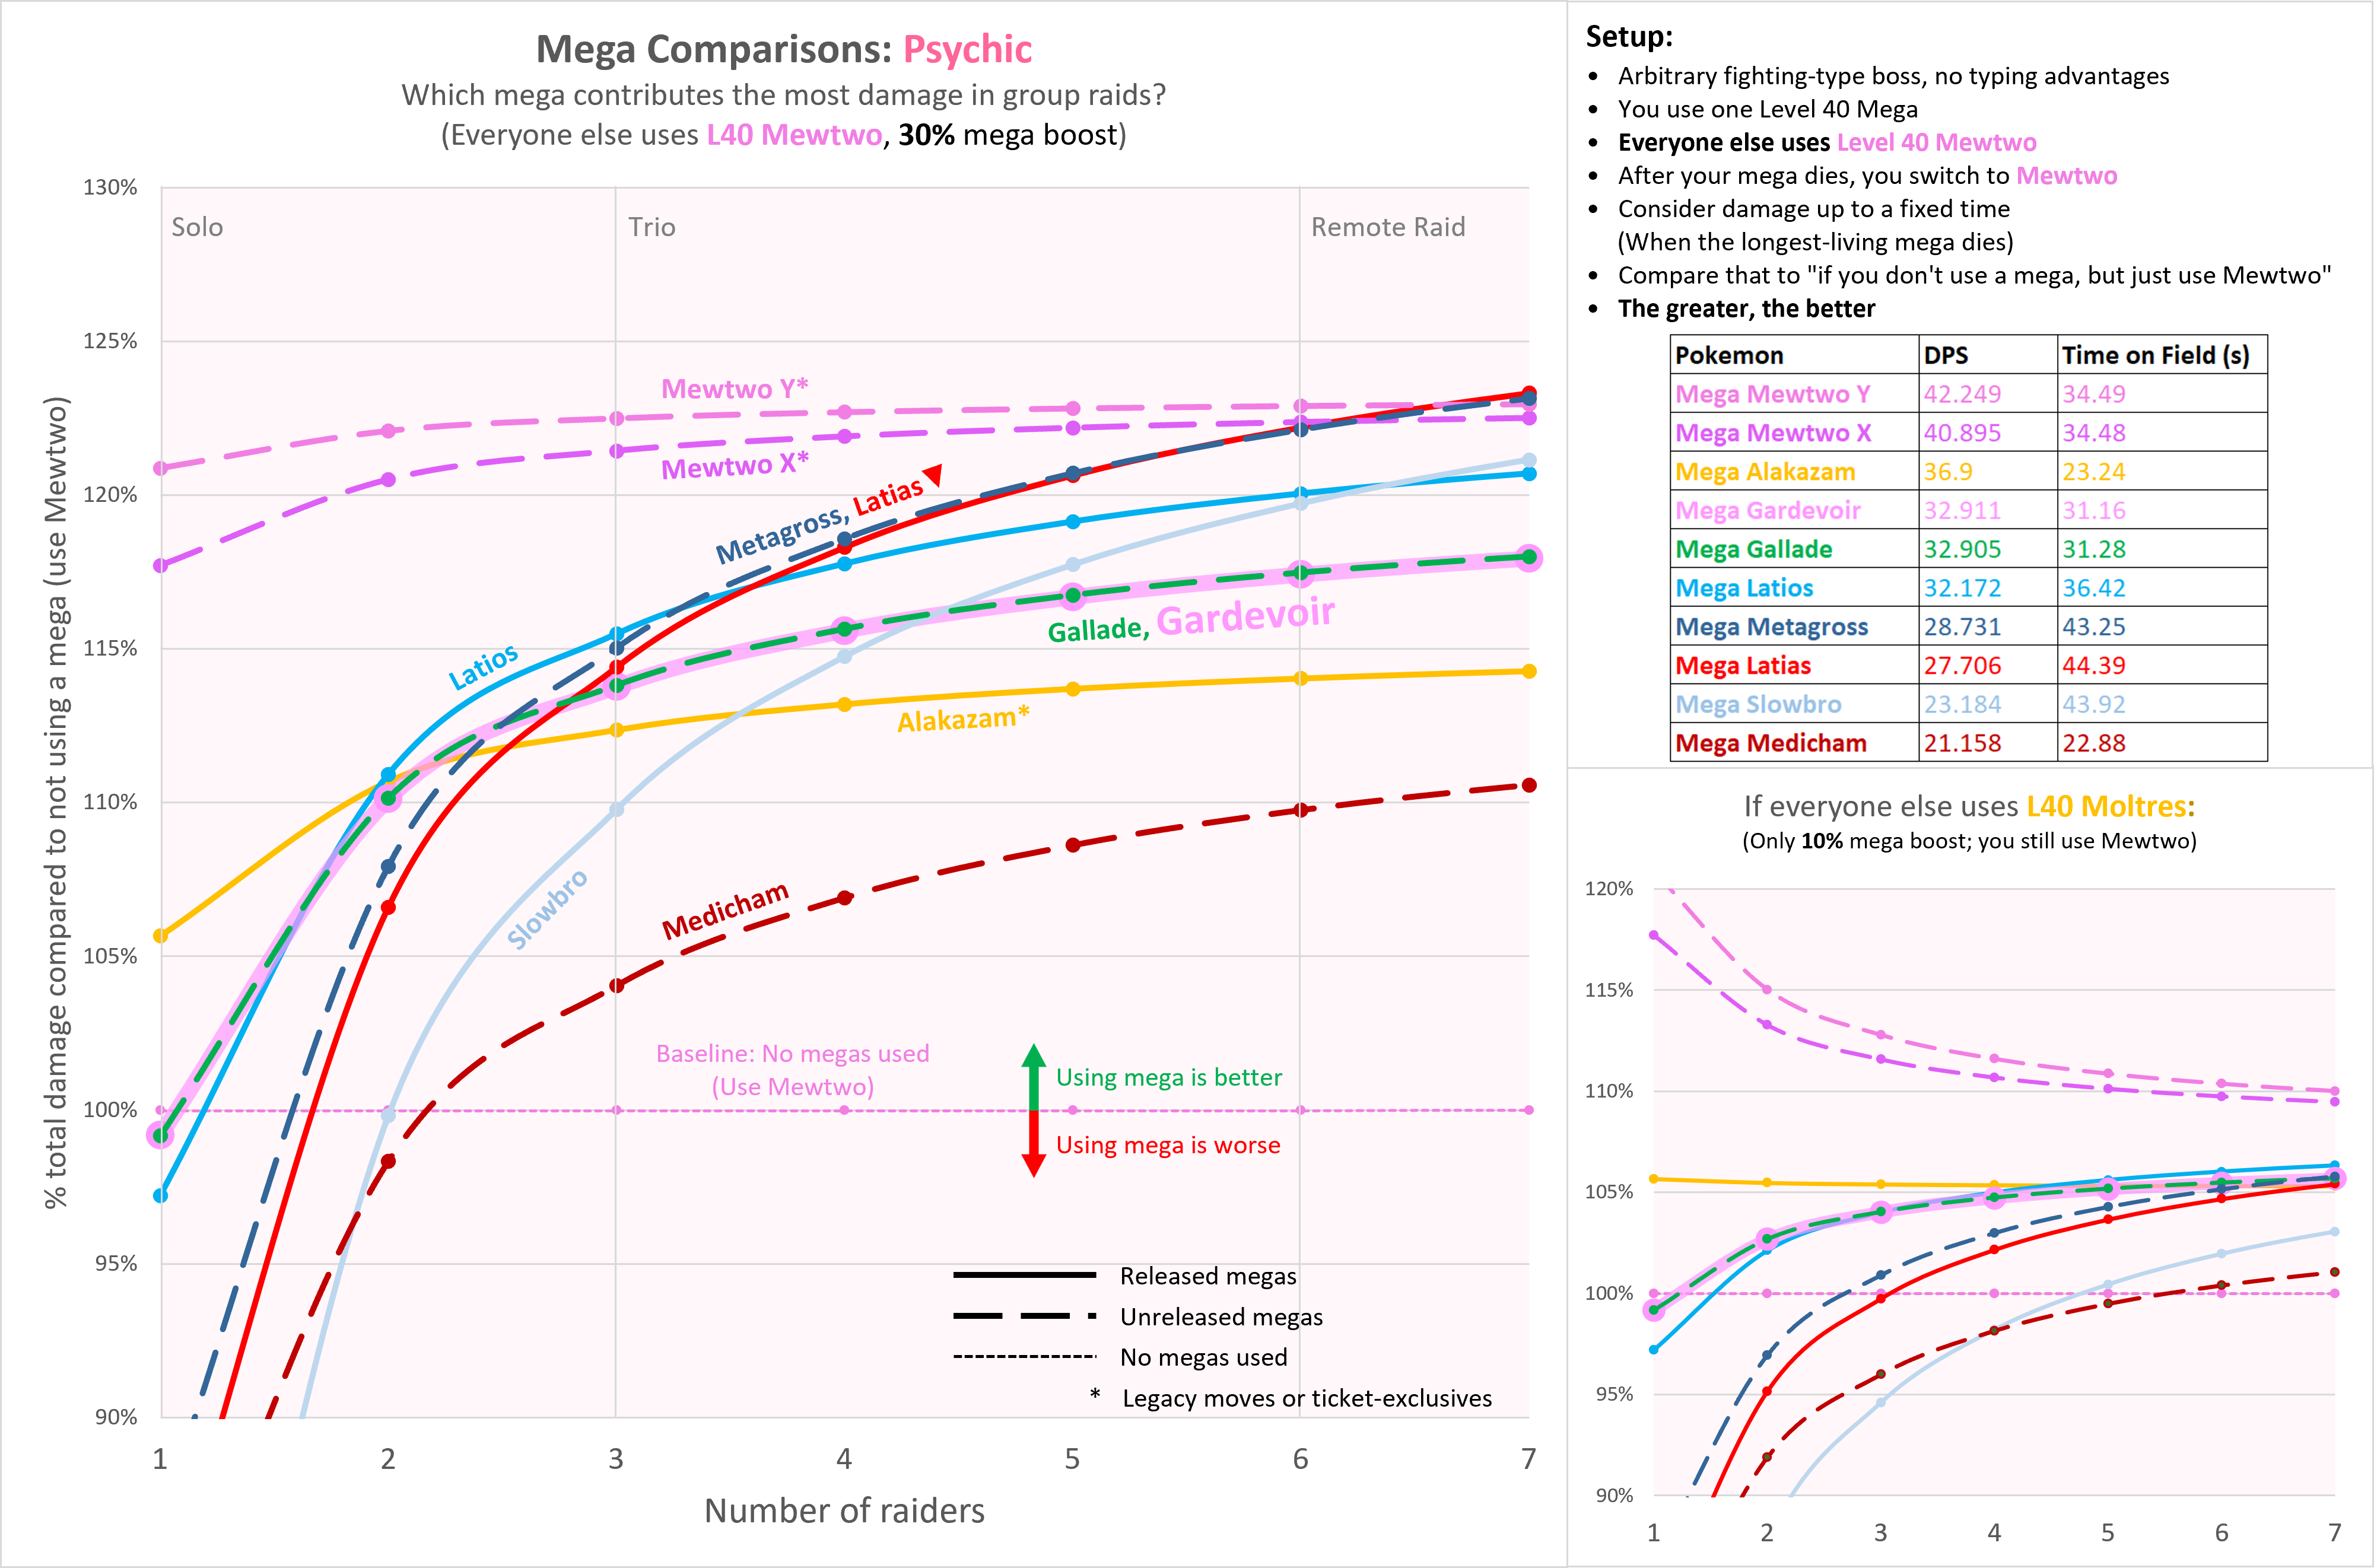 Mega Comparisons: Psychic
Which mega contributes the most damage in group raids?
(Everyone else uses L40 Mewtwo, 30% mega boost)
% total damage compared to not using a mega (use Mewtwo)
130%
125%
120%
115%
110%
105%
100%
95%
90%
Solo
Trio
Remote Raid
Mewtwo Y*
Mewtwo X*
Metagross, Latias
Latios
Gallade, Gardevoir
Alakazam*
Slowbro
Medicham
Baseline: No megas used
(Use Mewtwo)
Using mega is better
Using mega is worse
Released megas
Unreleased megas
No megas used
* Legacy moves or ticket-exclusives
1 2 3 4 5 6 7
Number of raiders
Setup:
• Arbitrary fighting-type boss, no typing advantages
• You use one Level 40 Mega
• Everyone else uses Level 40 Mewtwo
• After your mega dies, you switch to Mewtwo
• Consider damage up to a fixed time
(When the longest-living mega dies)
• Compare that to "if you don't use a mega, but just use Mewtwo"
• The greater, the better
Pokemon DPS Time on Field (s)
Mega Mewtwo Y 42.249 34.49
Mega Mewtwo X 40.895 34.48
Mega Alakazam 36.9 23.24
Mega Gardevoir 32.911 31.16
Mega Gallade 32.905 31.28
Mega Latios 32.172 36.42
Mega Metagross 28.731 43.25
Mega Latias 27.706 44.39
Mega Slowbro 23.184 43.92
Mega Medicham 21.158 22.88
If everyone else uses L40 Moltres:
(Only 10% mega boost; you still use Mewtwo)
120%
115%
110%
105%
100%
95%
90%
1 2 3 4 5 6 7